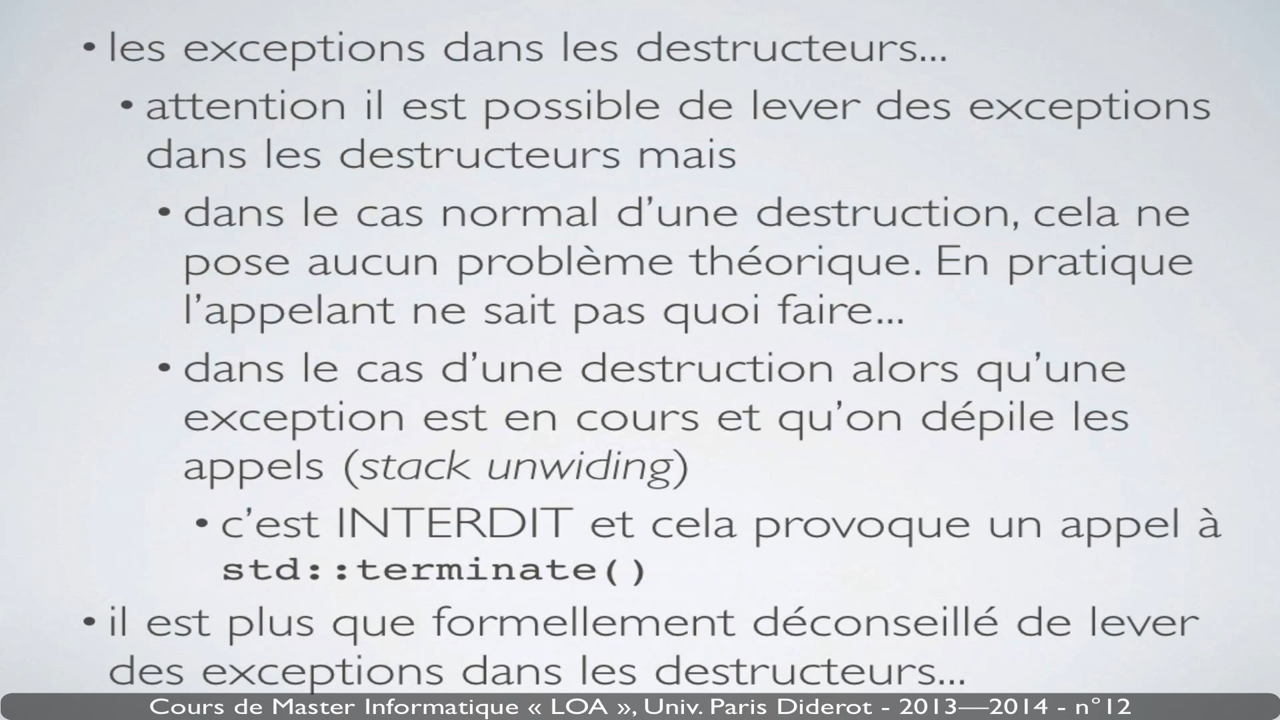 • les exceptions dans les destructeurs...
• attention il est possible de lever des exceptions
dans les destructeurs mais
• dans le cas normal d’une destruction, cela ne
pose aucun problème théorique. En pratique
l’appelant ne sait pas quoi faire...
• dans le cas d’une destruction alors qu’une
exception est en cours et qu’on dépile les
appels (stack unwiding)
• c’est INTERDIT et cela provoque un appel à
std::terminate()
• il est plus que formellement déconseillé de lever
des exceptions dans les destructeurs...
Cours de Master Informatique « LOA », Univ. Paris Diderot - 2013—2014 - n°12